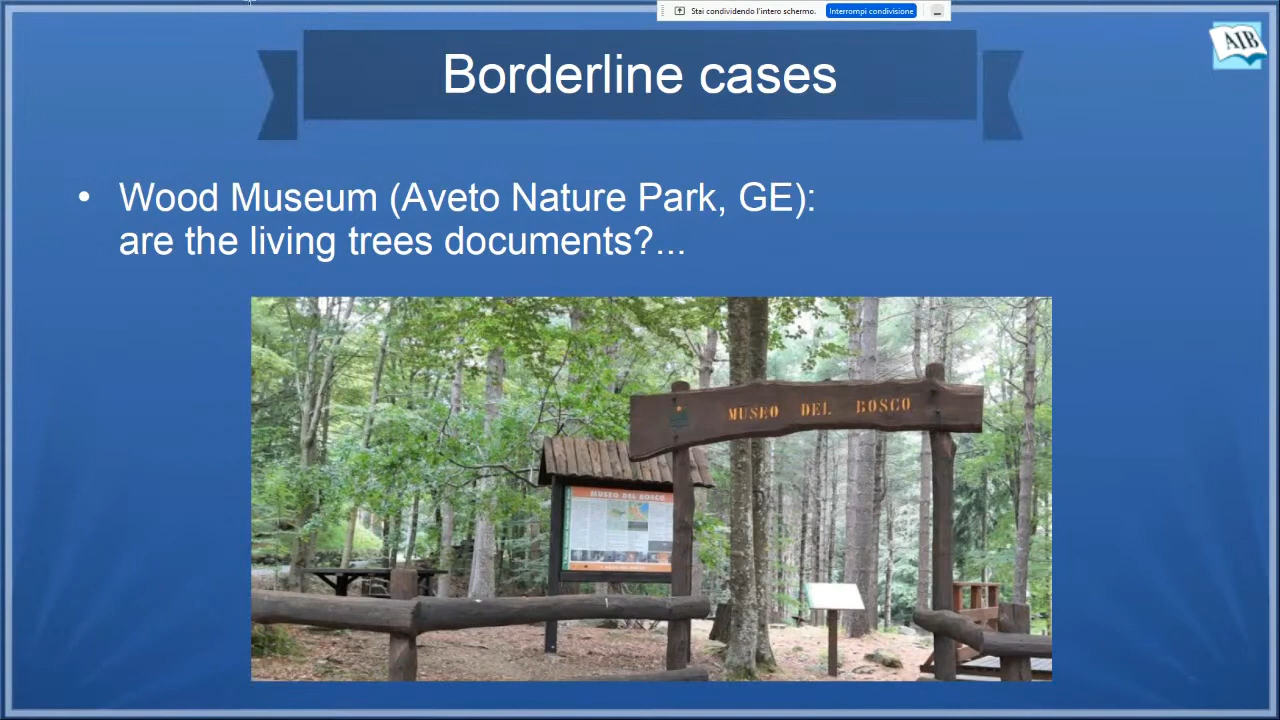 Stai condividendo l'intero schermo. Interrompi condivisione
AIB
Borderline cases
• Wood Museum (Aveto Nature Park, GE):
are the living trees documents?...
MUSEO DEL BOSCO
MUSEO DEL BOSCO